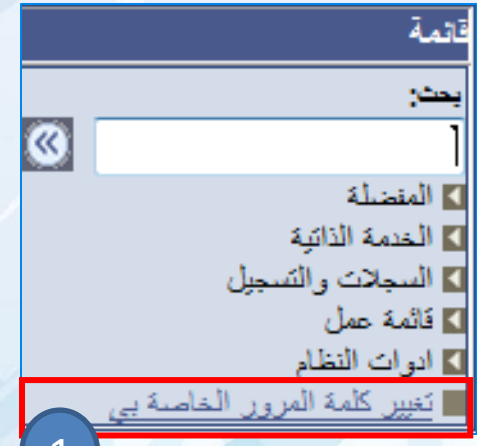 قائمة
بحث:
المفضلة
الخدمة الذاتية
السجلات والتسجيل
قائمة عمل
ادوات النظام
تغيير كلمة المرور الخاصة بي
1